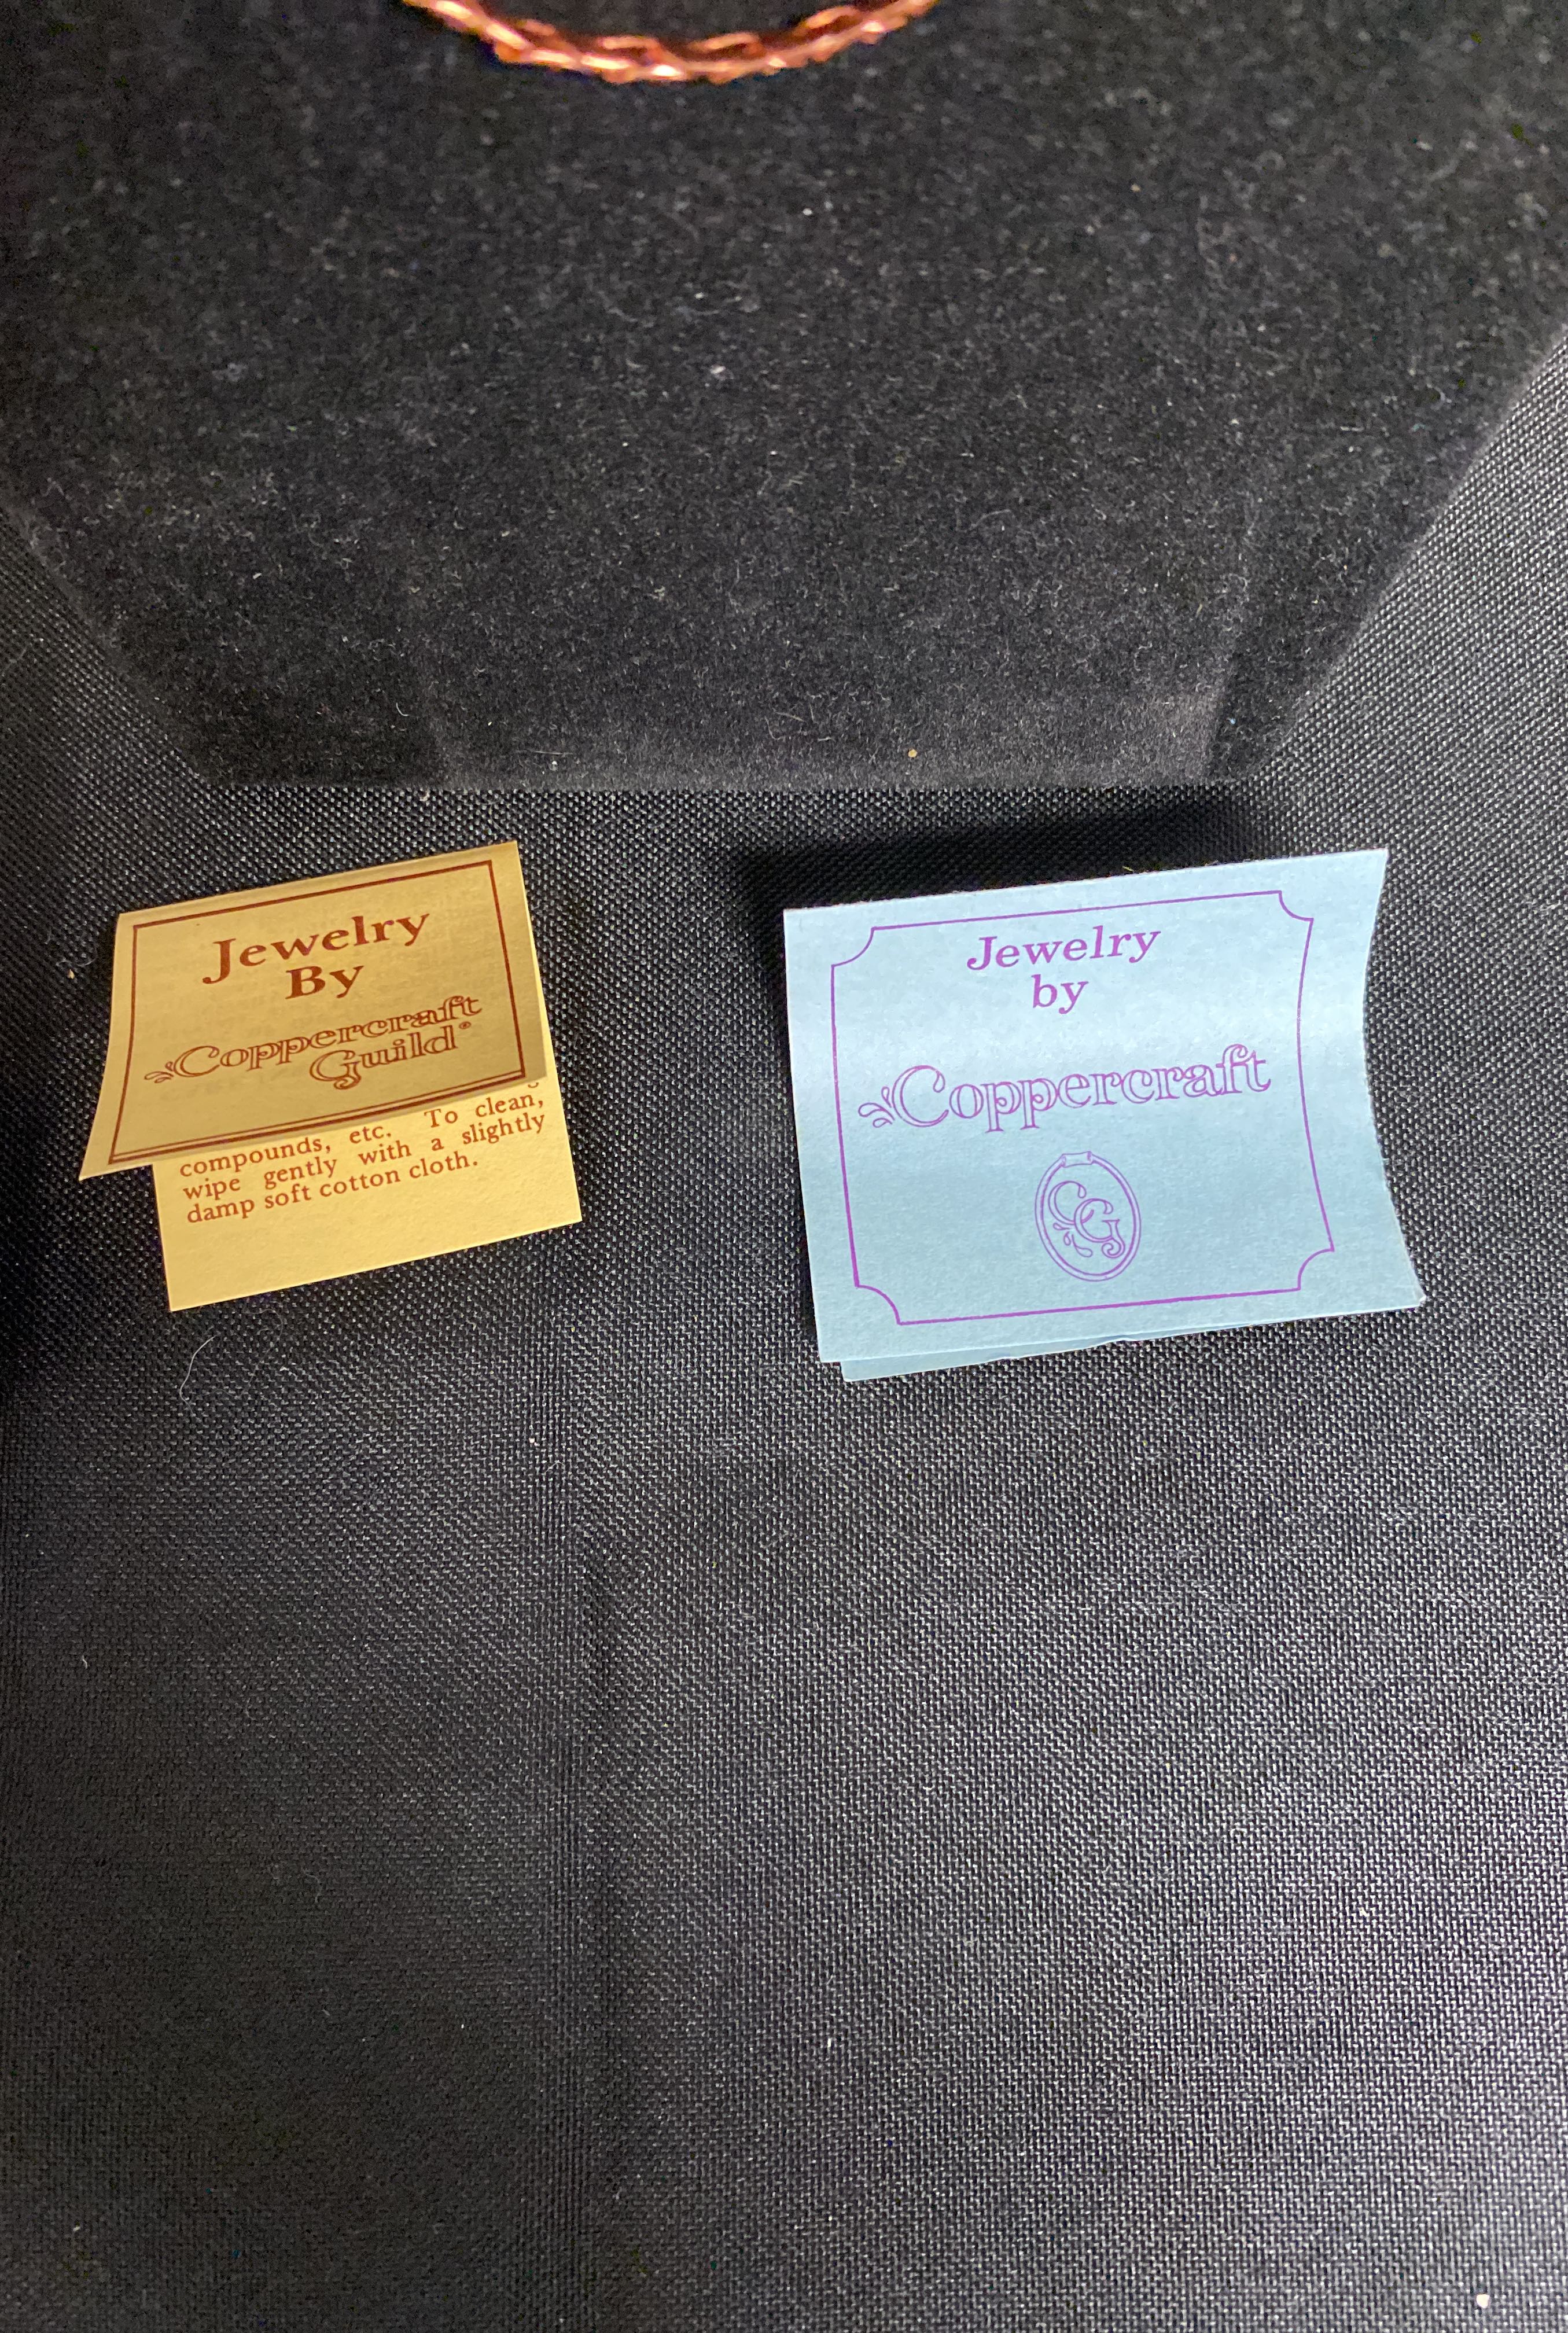 Jewelry
By
Coppercraft
Guild®
compounds, etc. To clean,
wipe gently with a slightly
damp soft cotton cloth.
Jewelry
by
Coppercraft
CG